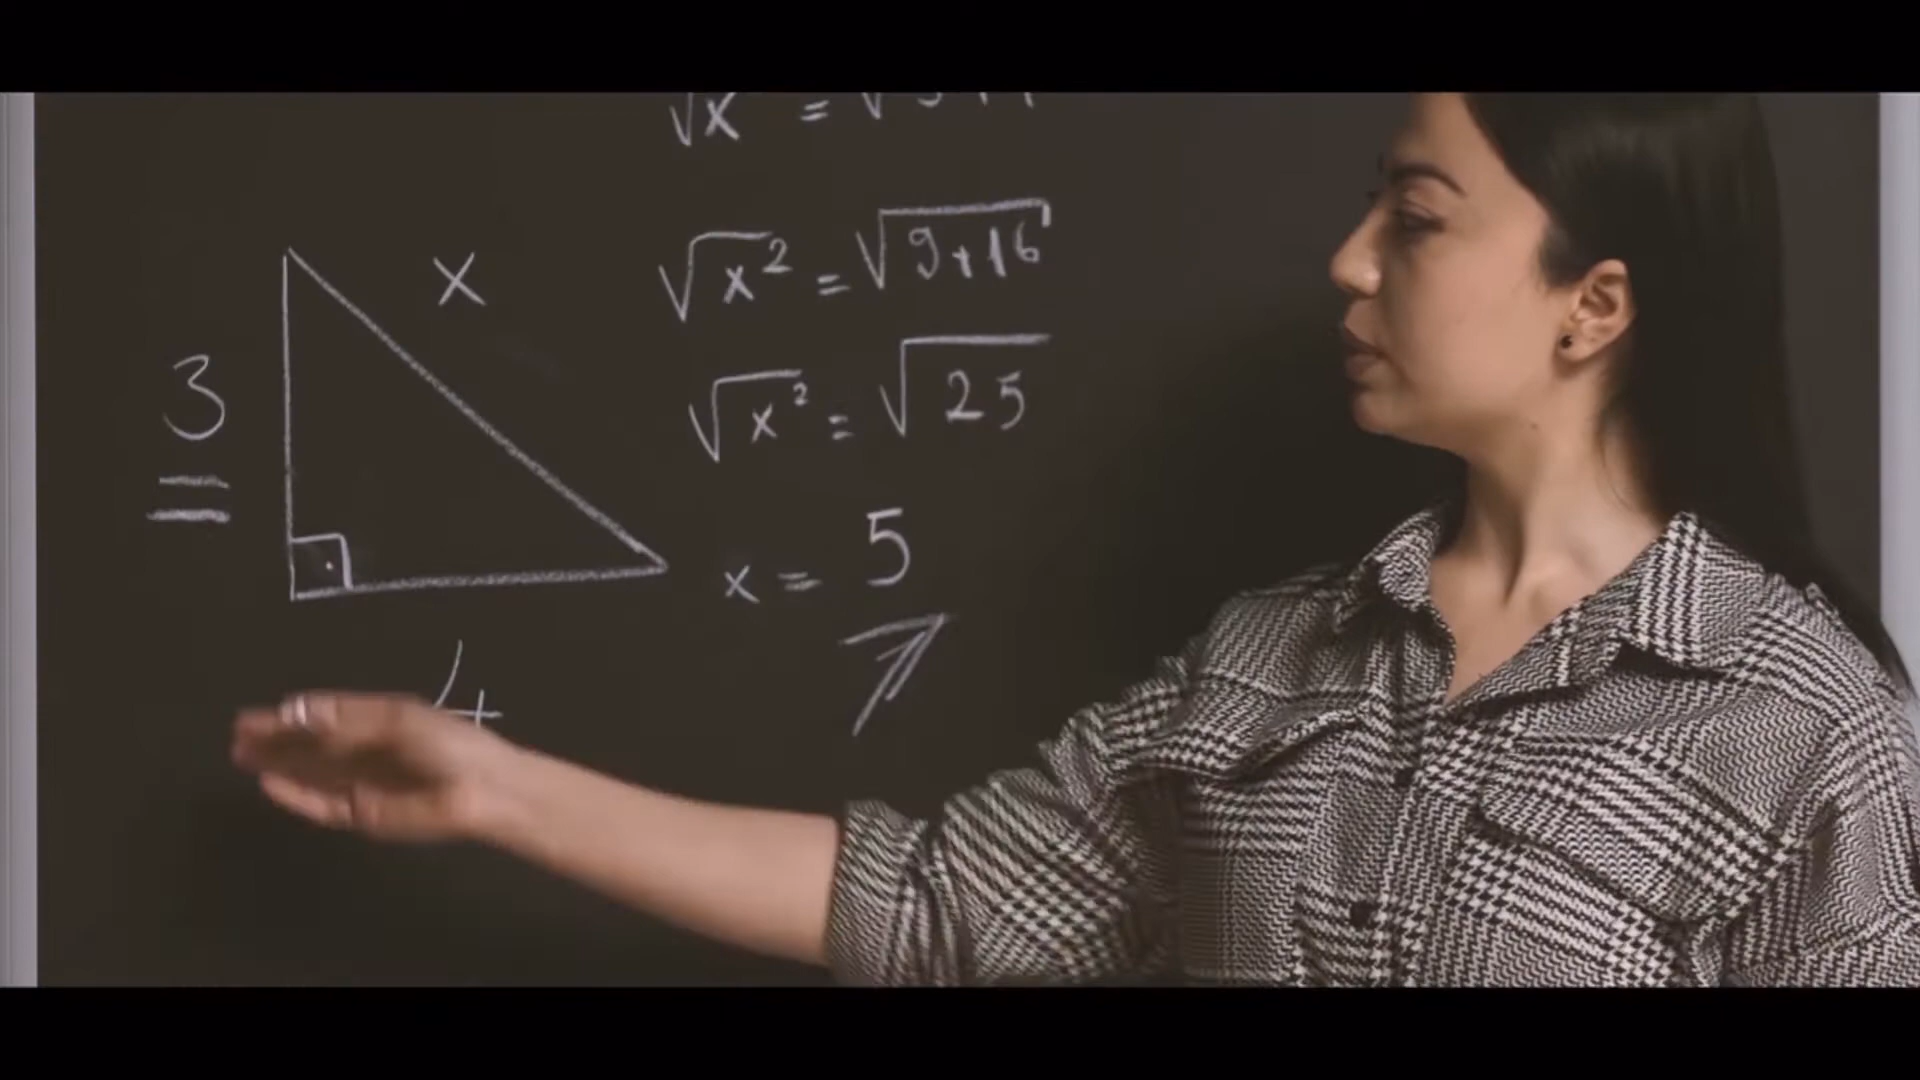 x
3
4
√x² = √9+16
√x² = √25
x = 5